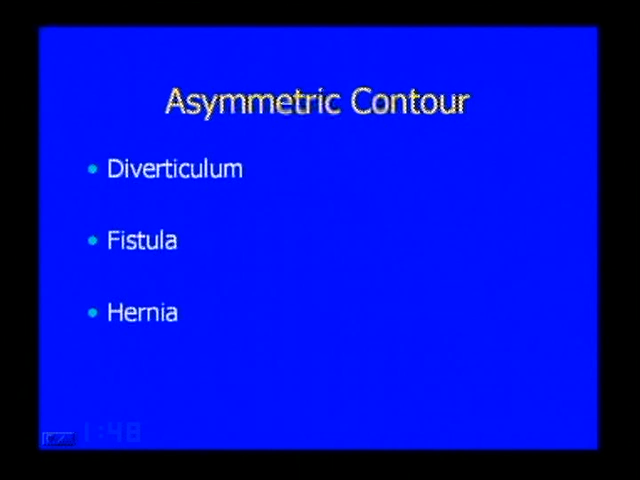 Asymmetric Contour
Diverticulum
Fistula
Hernia
1:48